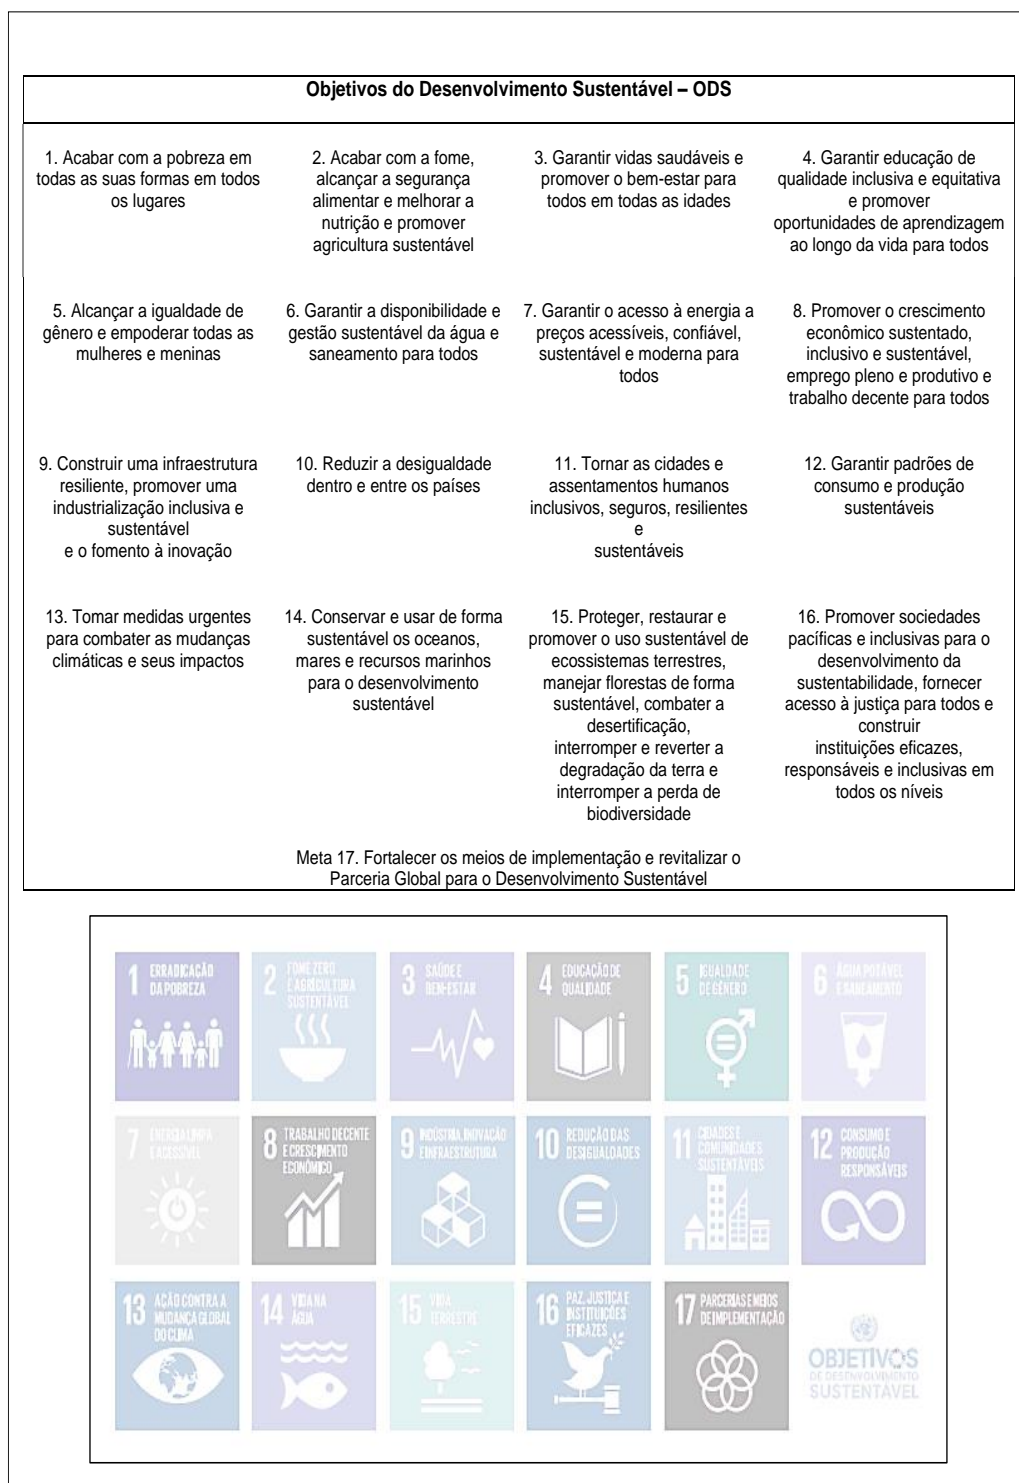 Objetivos do Desenvolvimento Sustentável – ODS
1. Acabar com a pobreza em
todas as suas formas em todos
os lugares
2. Acabar com a fome,
alcançar a segurança
alimentar e melhorar a
nutrição e promover
agricultura sustentável
3. Garantir vidas saudáveis e
promover o bem-estar para
todos em todas as idades
4. Garantir educação de
qualidade inclusiva e equitativa
e promover
oportunidades de aprendizagem
ao longo da vida para todos
5. Alcançar a igualdade de
gênero e empoderar todas as
mulheres e meninas
6. Garantir a disponibilidade e
gestão sustentável da água e
saneamento para todos
7. Garantir o acesso à energia a
preços acessíveis, confiável,
sustentável e moderna para
todos
8. Promover o crescimento
econômico sustentado,
inclusivo e sustentável,
emprego pleno e produtivo e
trabalho decente para todos
9. Construir uma infraestrutura
resiliente, promover uma
industrialização inclusiva e
sustentável
e o fomento à inovação
10. Reduzir a desigualdade
dentro e entre os países
11. Tornar as cidades e
assentamentos humanos
inclusivos, seguros, resilientes
e
sustentáveis
12. Garantir padrões de
consumo e produção
sustentáveis
13. Tomar medidas urgentes
para combater as mudanças
climáticas e seus impactos
14. Conservar e usar de forma
sustentável os oceanos,
mares e recursos marinhos
para o desenvolvimento
sustentável
15. Proteger, restaurar e
promover o uso sustentável de
ecossistemas terrestres,
manejar florestas de forma
sustentável, combater a
desertificação,
interromper e reverter a
degradação da terra e
interromper a perda de
biodiversidade
16. Promover sociedades
pacíficas e inclusivas para o
desenvolvimento da
sustentabilidade, fornecer
acesso à justiça para todos e
construir
instituições eficazes,
responsáveis e inclusivas em
todos os níveis
Meta 17. Fortalecer os meios de implementação e revitalizar o
Parceria Global para o Desenvolvimento Sustentável
1 ERRADICAÇÃO
DA POBREZA
2 FOME ZERO
E AGRICULTURA
SUSTENTÁVEL
3 SAÚDE E
BEM-ESTAR
4 EDUCAÇÃO DE
QUALIDADE
5 IGUALDADE
DE GÊNERO
6 ÁGUA POTÁVEL
E SANEAMENTO
7 ENERGIA LIMPA
E ACESSÍVEL
8 TRABALHO DECENTE
E CRESCIMENTO
ECONÔMICO
9 INDÚSTRIA, INOVAÇÃO
E INFRAESTRUTURA
10 REDUÇÃO DAS
DESIGUALDADES
11 CIDADES E
COMUNIDADES
SUSTENTÁVEIS
12 CONSUMO E
PRODUÇÃO
RESPONSÁVEIS
13 AÇÃO CONTRA A
MUDANÇA GLOBAL
DO CLIMA
14 VIDA NA
ÁGUA
15 VIDA
TERRESTRE
16 PAZ, JUSTIÇA E
INSTITUIÇÕES
EFICAZES
17 PARCERIAS E MEIOS
DE IMPLEMENTAÇÃO
OBJETIVOS
DE DESENVOLVIMENTO
SUSTENTÁVEL